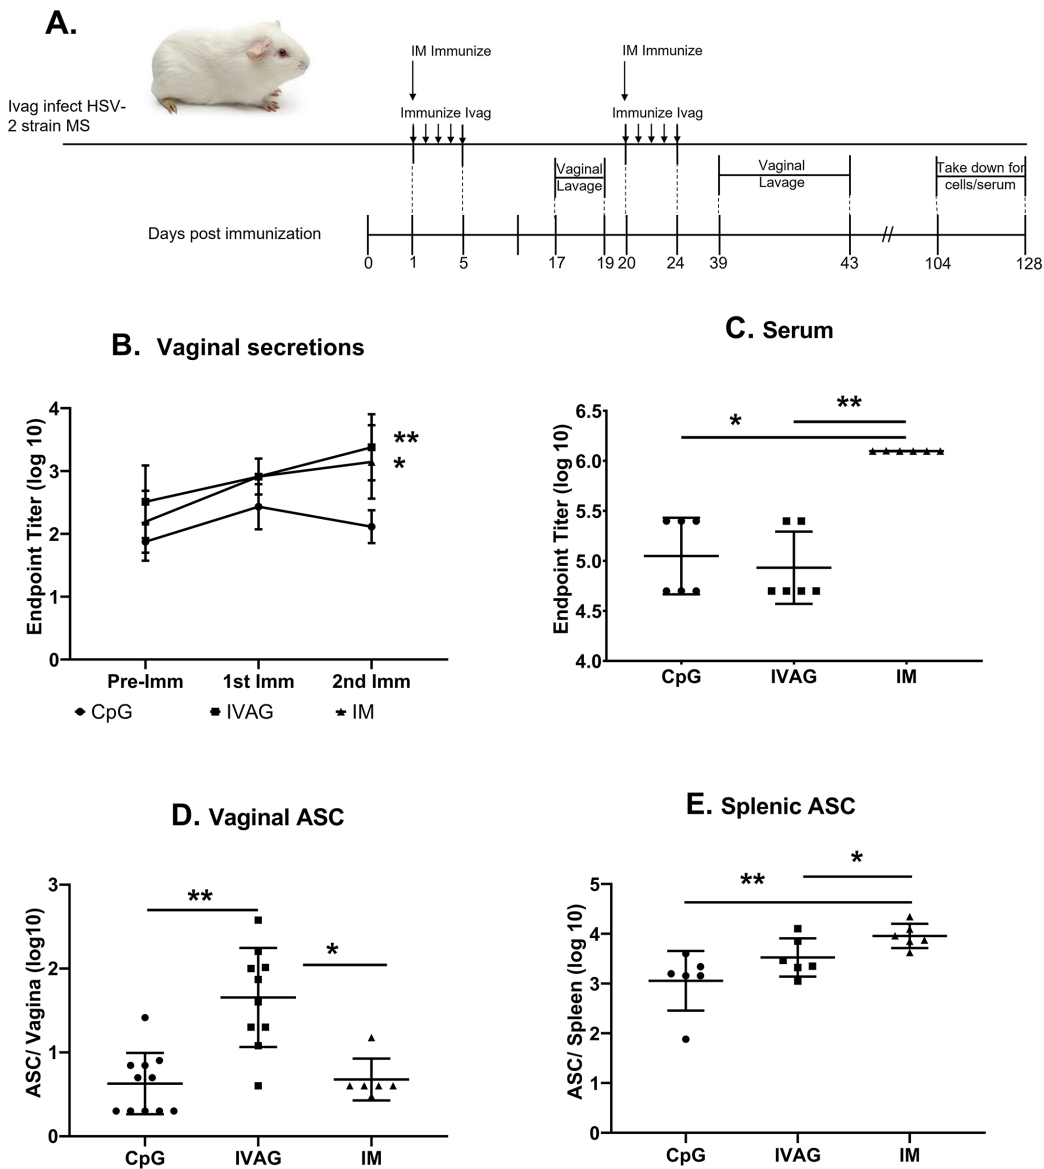 A.
IM Immunize
IM Immunize
Ivag infect HSV-
2 strain MS
Immunize Ivag
Immunize Ivag
Vaginal
Lavage
Vaginal
Lavage
Take down for
cells/serum
Days post immunization
0 1 5 17 19 20 24 39 43 104 128
B. Vaginal secretions
Endpoint Titer (log 10)
4
3
2
1
0
**
*
Pre-Imm 1st Imm 2nd Imm
CpG IVAG IM
C. Serum
Endpoint Titer (log 10)
6.5
6.0
5.5
5.0
4.5
4.0
*
**
CpG IVAG IM
D. Vaginal ASC
ASC/ Vagina (log10)
3
2
1
0
**
*
CpG IVAG IM
E. Splenic ASC
ASC/ Spleen (log 10)
5
4
3
2
1
0
**
*
CpG IVAG IM